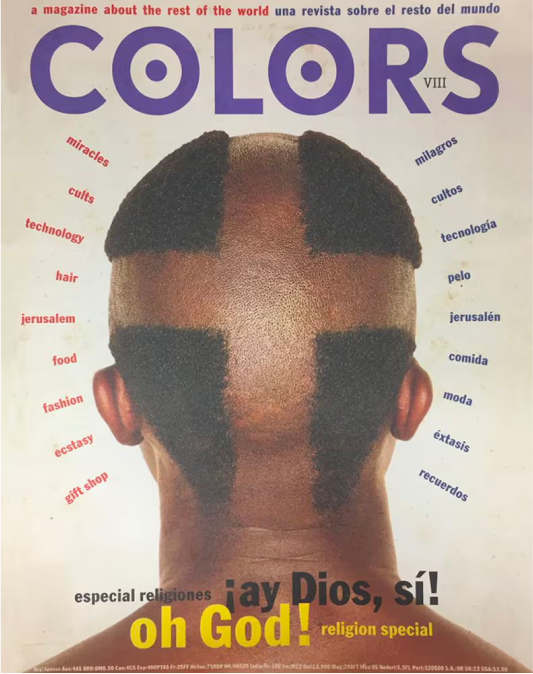 a magazine about the rest of the world una revista sobre el resto del mundo
COLORS
VIII
miracles
cults
technology
hair
jerusalem
food
fashion
ecstasy
gift shop
milagros
cultos
tecnología
pelo
jerusalén
comida
moda
éxtasis
recuerdos
especial religiones ¡ay Dios, sí!
oh God! religion special